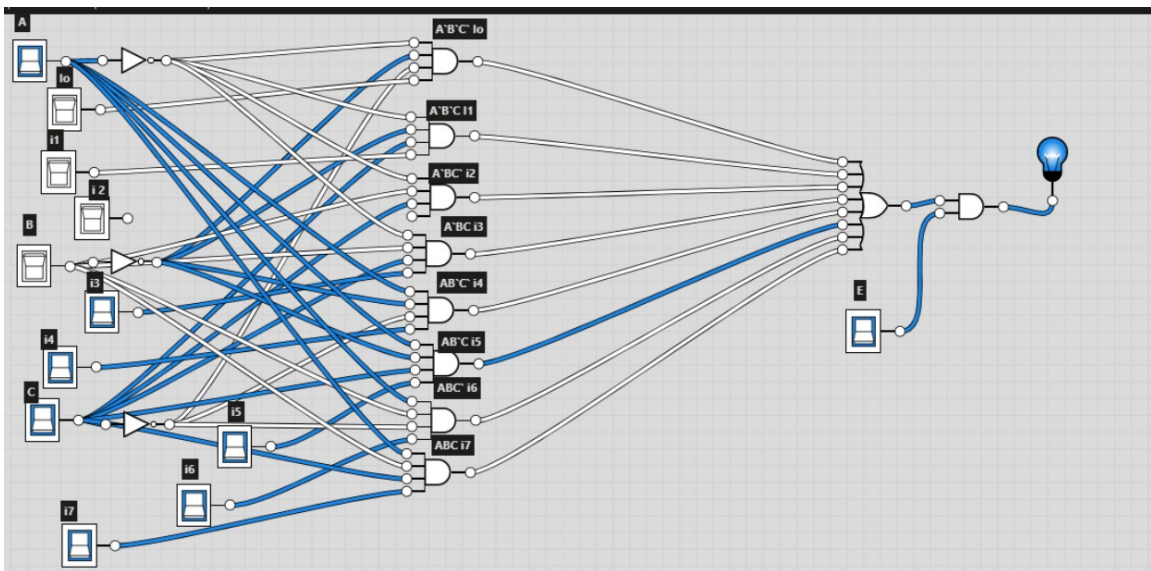 A
A`B`C` Io
Io
A`B`C I1
i1
A`BC` i2
i 2
B
A`BC i3
i3
AB`C` i4
E
i4
AB`C i5
C
ABC` i6
i5
ABC i7
i6
i7